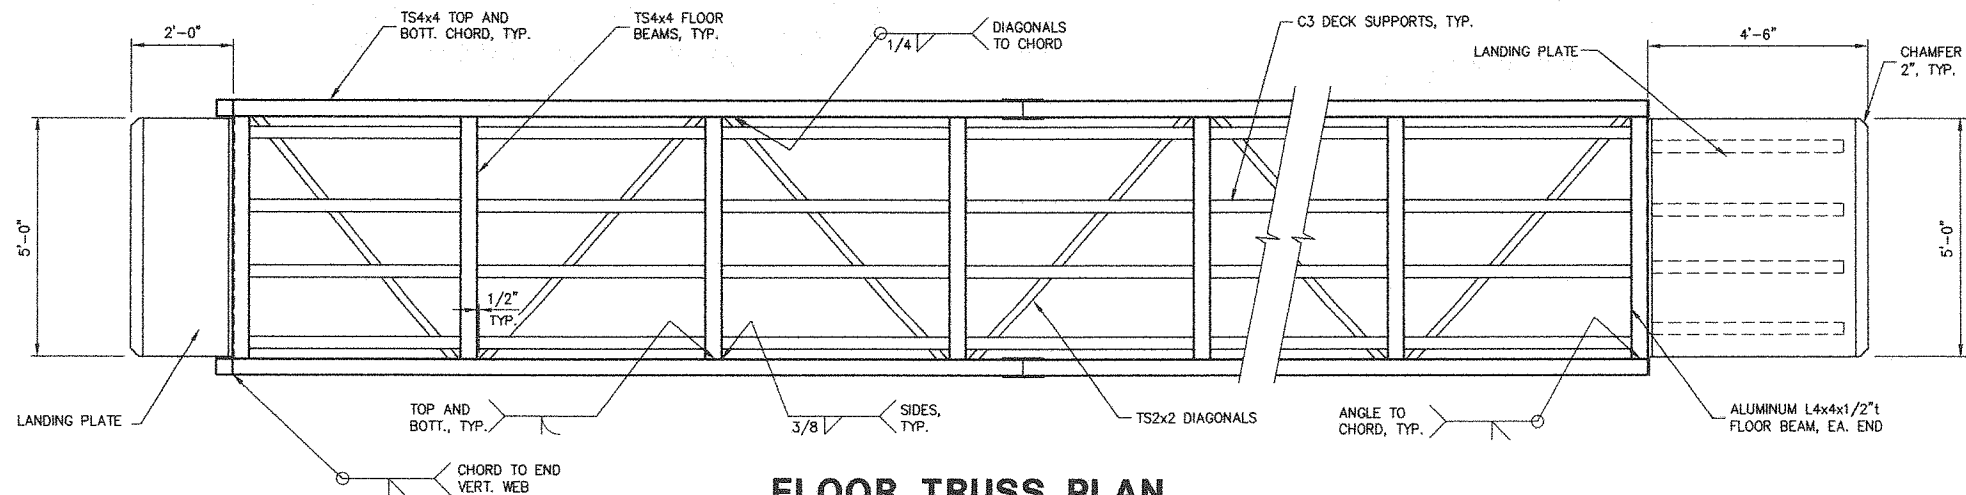 2'-0"
TS4x4 TOP AND
BOTT. CHORD, TYP.
TS4x4 FLOOR
BEAMS, TYP.
1/4
DIAGONALS
TO CHORD
C3 DECK SUPPORTS, TYP.
LANDING PLATE
4'-6"
CHAMFER
2", TYP.
5'-0"
5'-0"
1/2"
TYP.
LANDING PLATE
TOP AND
BOTT., TYP.
3/8
SIDES,
TYP.
TS2x2 DIAGONALS
ANGLE TO
CHORD, TYP.
ALUMINUM L4x4x1/2"t
FLOOR BEAM, EA. END
CHORD TO END
VERT. WEB
FLOOR TRUSS PLAN